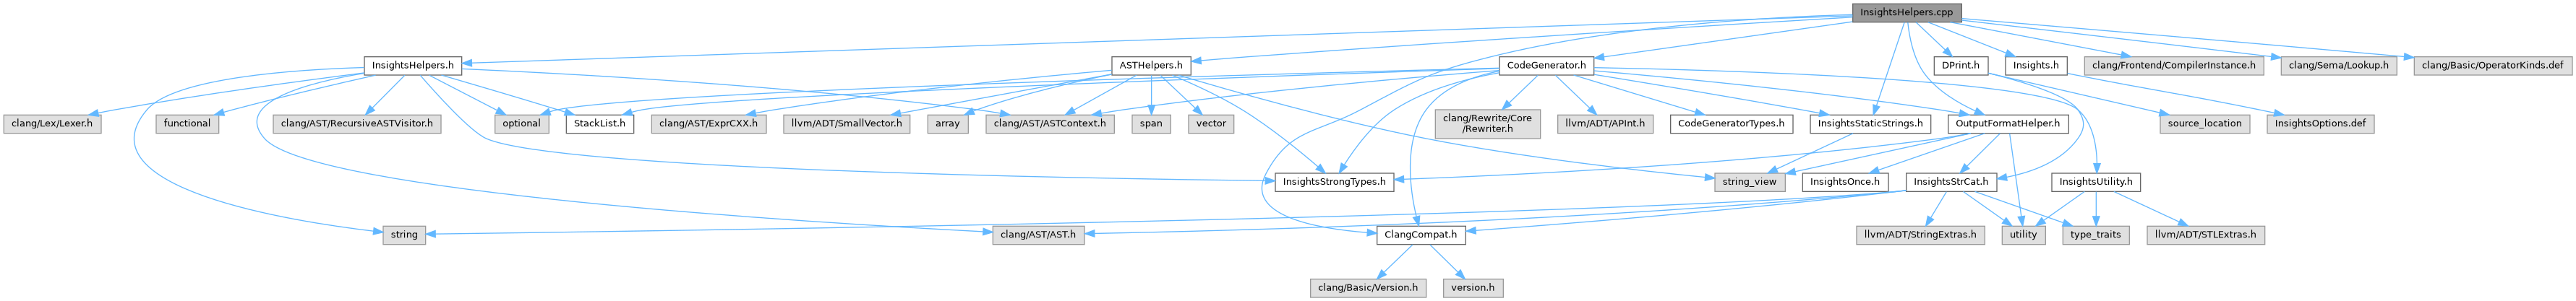 InsightsHelpers.cpp
InsightsHelpers.h
ASTHelpers.h
CodeGenerator.h
DPrint.h
Insights.h
clang/Frontend/CompilerInstance.h
clang/Sema/Lookup.h
clang/Basic/OperatorKinds.def
clang/Lex/Lexer.h
functional
clang/AST/RecursiveASTVisitor.h
optional
StackList.h
clang/AST/ExprCXX.h
llvm/ADT/SmallVector.h
array
clang/AST/ASTContext.h
span
vector
clang/Rewrite/Core
/Rewriter.h
llvm/ADT/APInt.h
CodeGeneratorTypes.h
InsightsStaticStrings.h
OutputFormatHelper.h
source_location
InsightsOptions.def
InsightsStrongTypes.h
string_view
InsightsOnce.h
InsightsStrCat.h
InsightsUtility.h
string
clang/AST/AST.h
ClangCompat.h
llvm/ADT/StringExtras.h
utility
type_traits
llvm/ADT/STLExtras.h
clang/Basic/Version.h
version.h